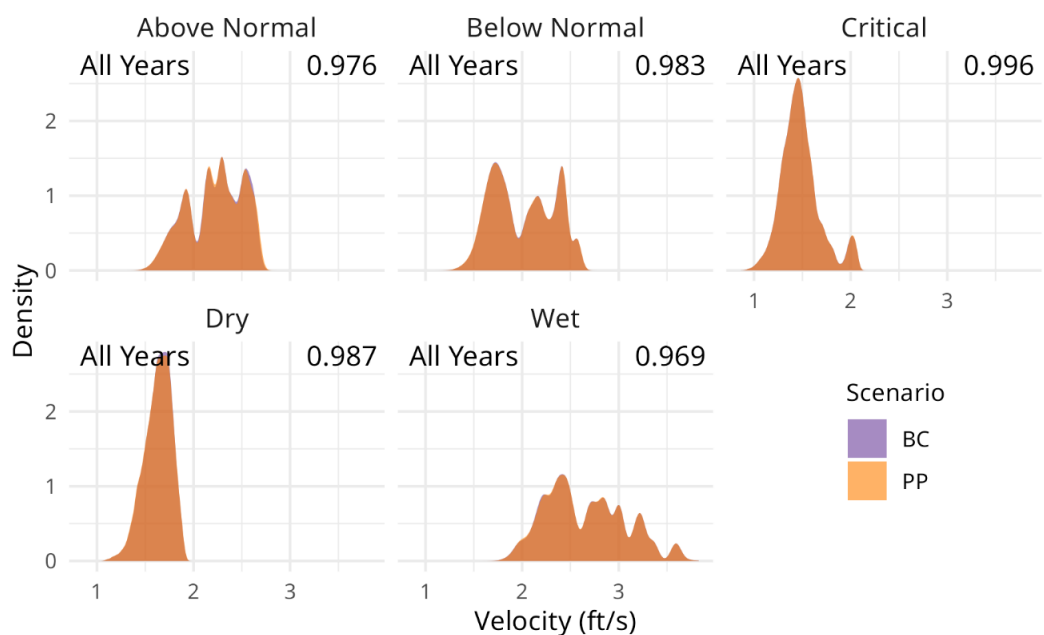 Above Normal
Below Normal
Critical
All Years 0.976
All Years 0.983
All Years 0.996
2
1
0
1 2 3
Dry
Wet
All Years 0.987
All Years 0.969
2
1
0
1 2 3
1 2 3
Density
Velocity (ft/s)
Scenario
BC
PP